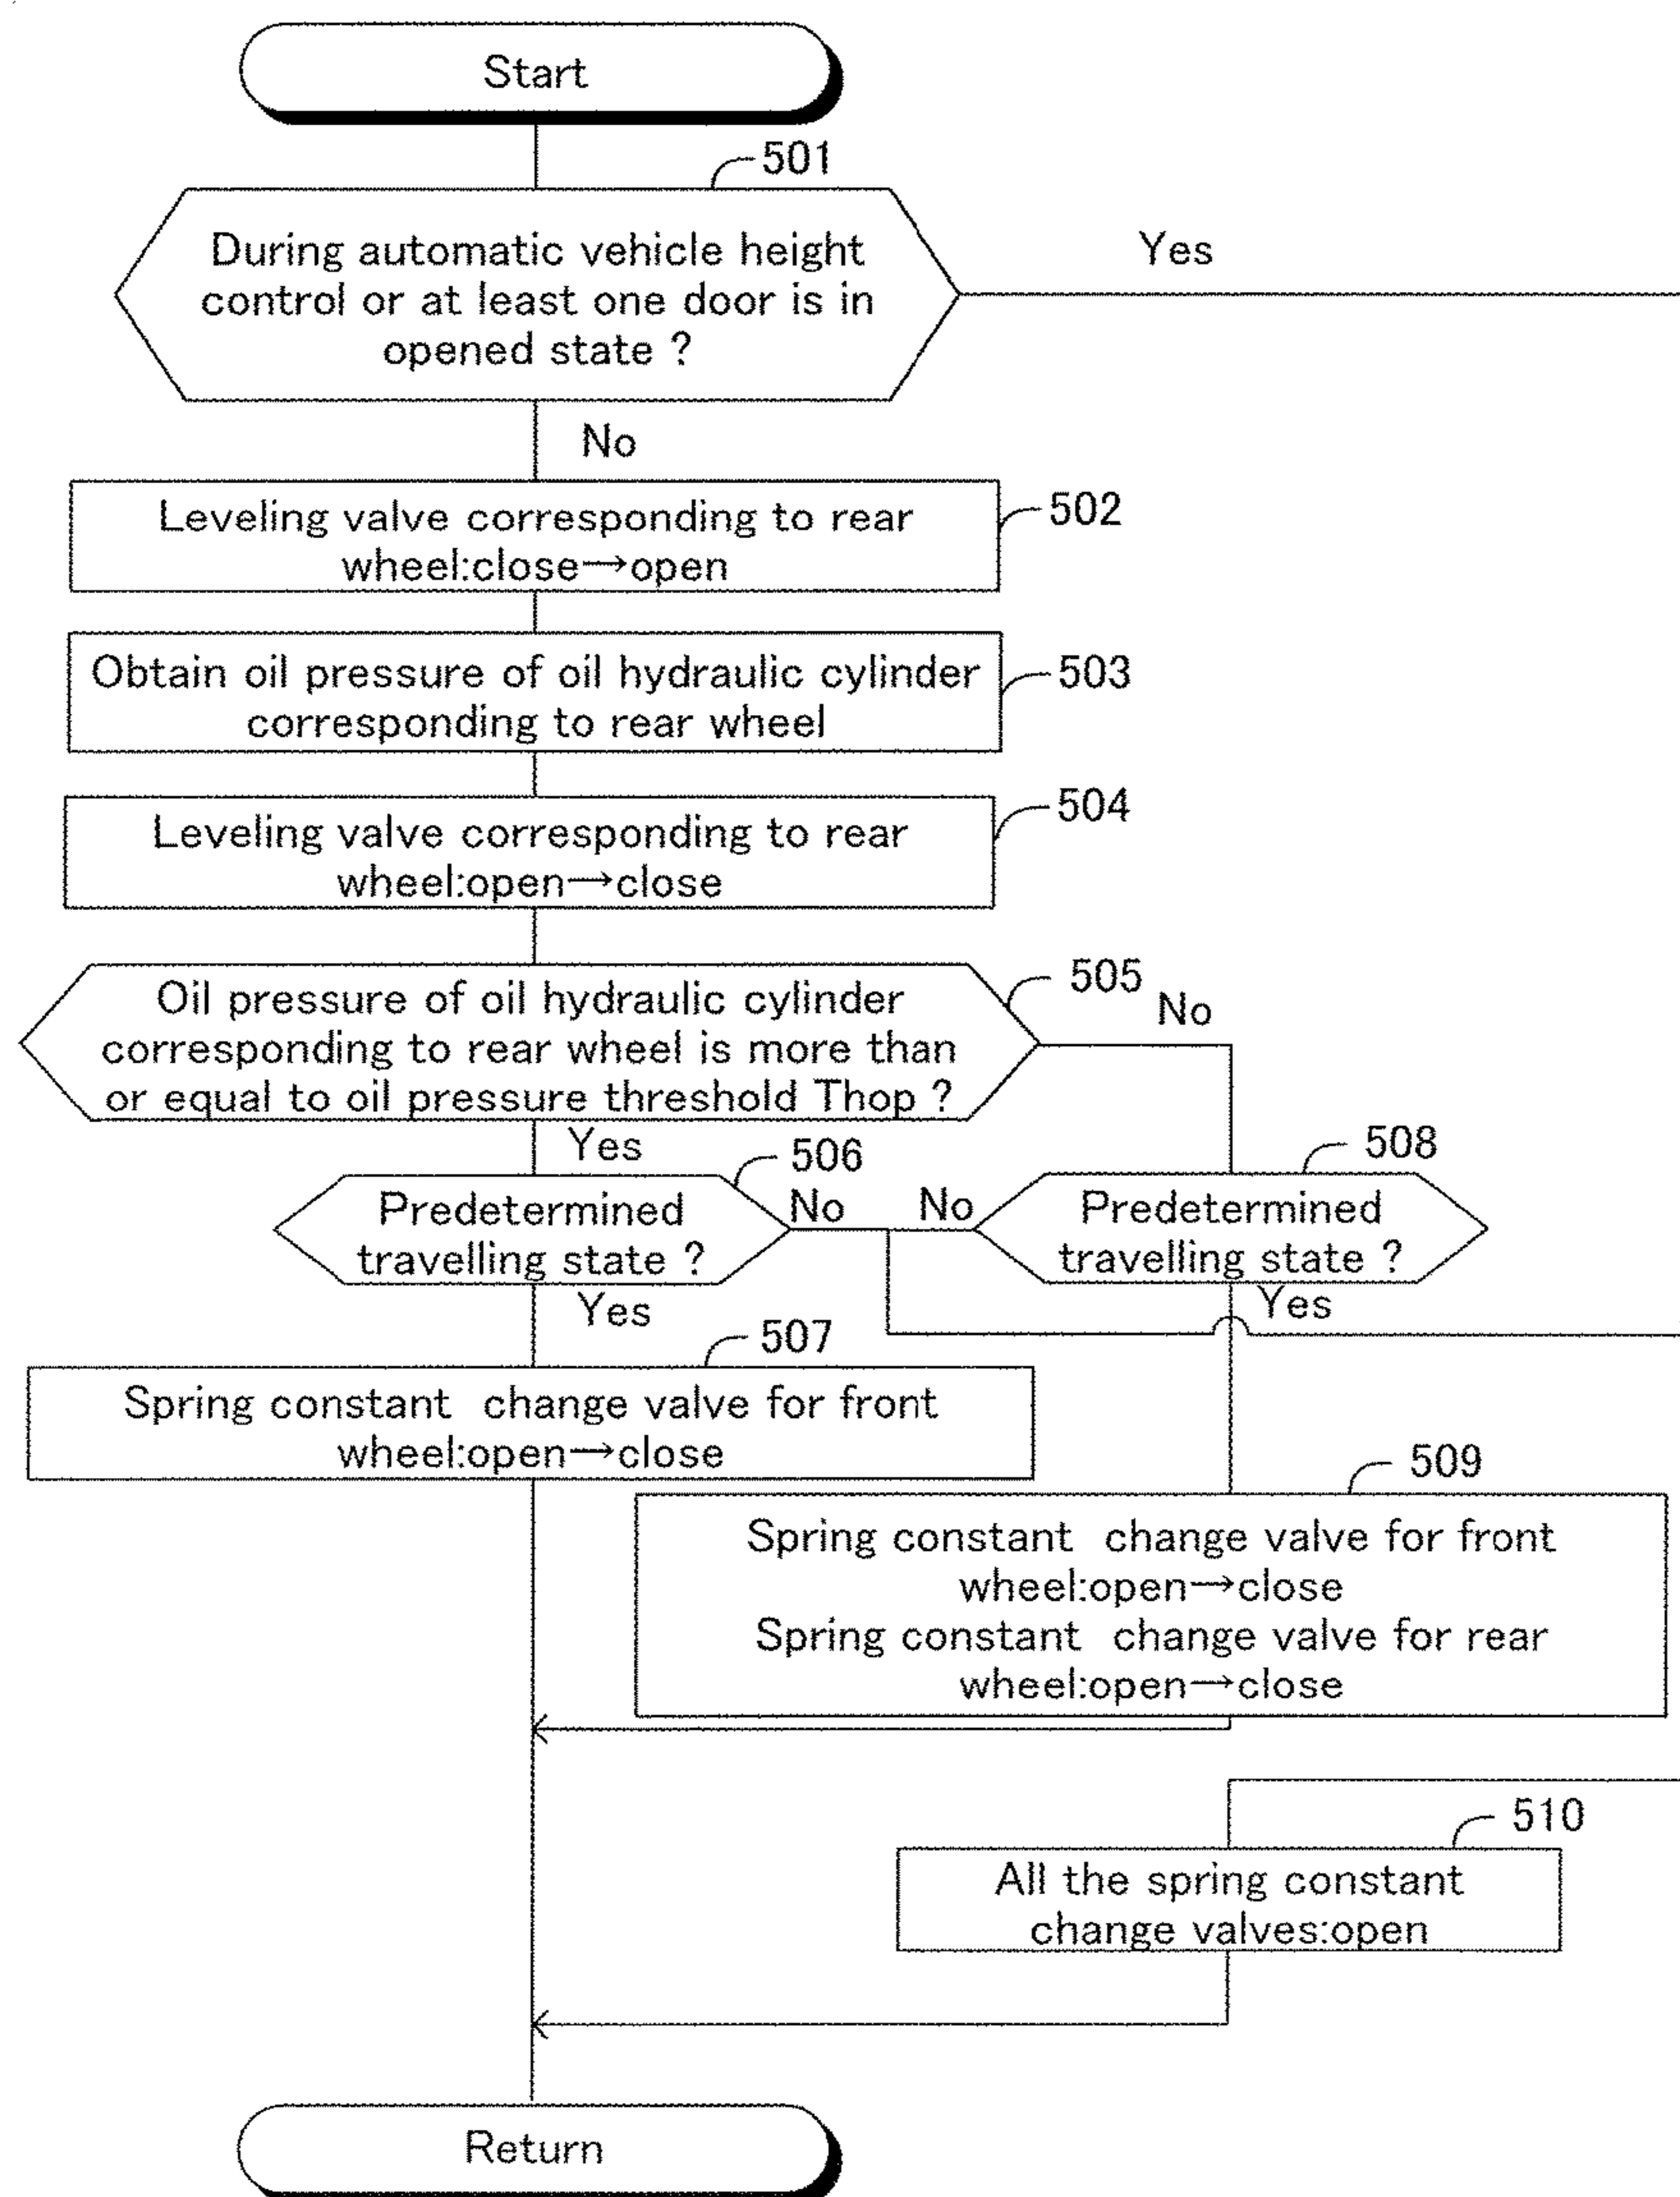 Start
501
During automatic vehicle height
control or at least one door is in
opened state ?
Yes
No
Leveling valve corresponding to rear
wheel:close→open
502
Obtain oil pressure of oil hydraulic cylinder
corresponding to rear wheel
503
Leveling valve corresponding to rear
wheel:open→close
504
Oil pressure of oil hydraulic cylinder
corresponding to rear wheel is more than
or equal to oil pressure threshold Thop ?
505
No
Yes
506
508
Predetermined
travelling state ?
No
No
Predetermined
travelling state ?
Yes
Yes
507
Spring constant change valve for front
wheel:open→close
509
Spring constant change valve for front
wheel:open→close
Spring constant change valve for rear
wheel:open→close
510
All the spring constant
change valves:open
Return